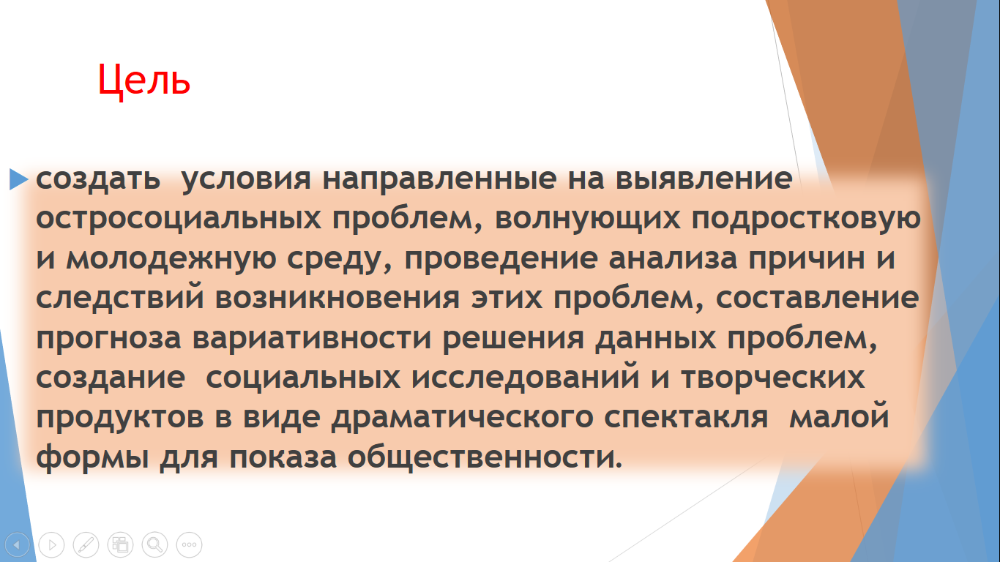 Цель
создать  условия направленные на выявление
остросоциальных проблем, волнующих подростковую
и молодежную среду, проведение анализа причин и
следствий возникновения этих проблем, составление
прогноза вариативности решения данных проблем,
создание  социальных исследований и творческих
продуктов в виде драматического спектакля  малой
формы для показа общественности.